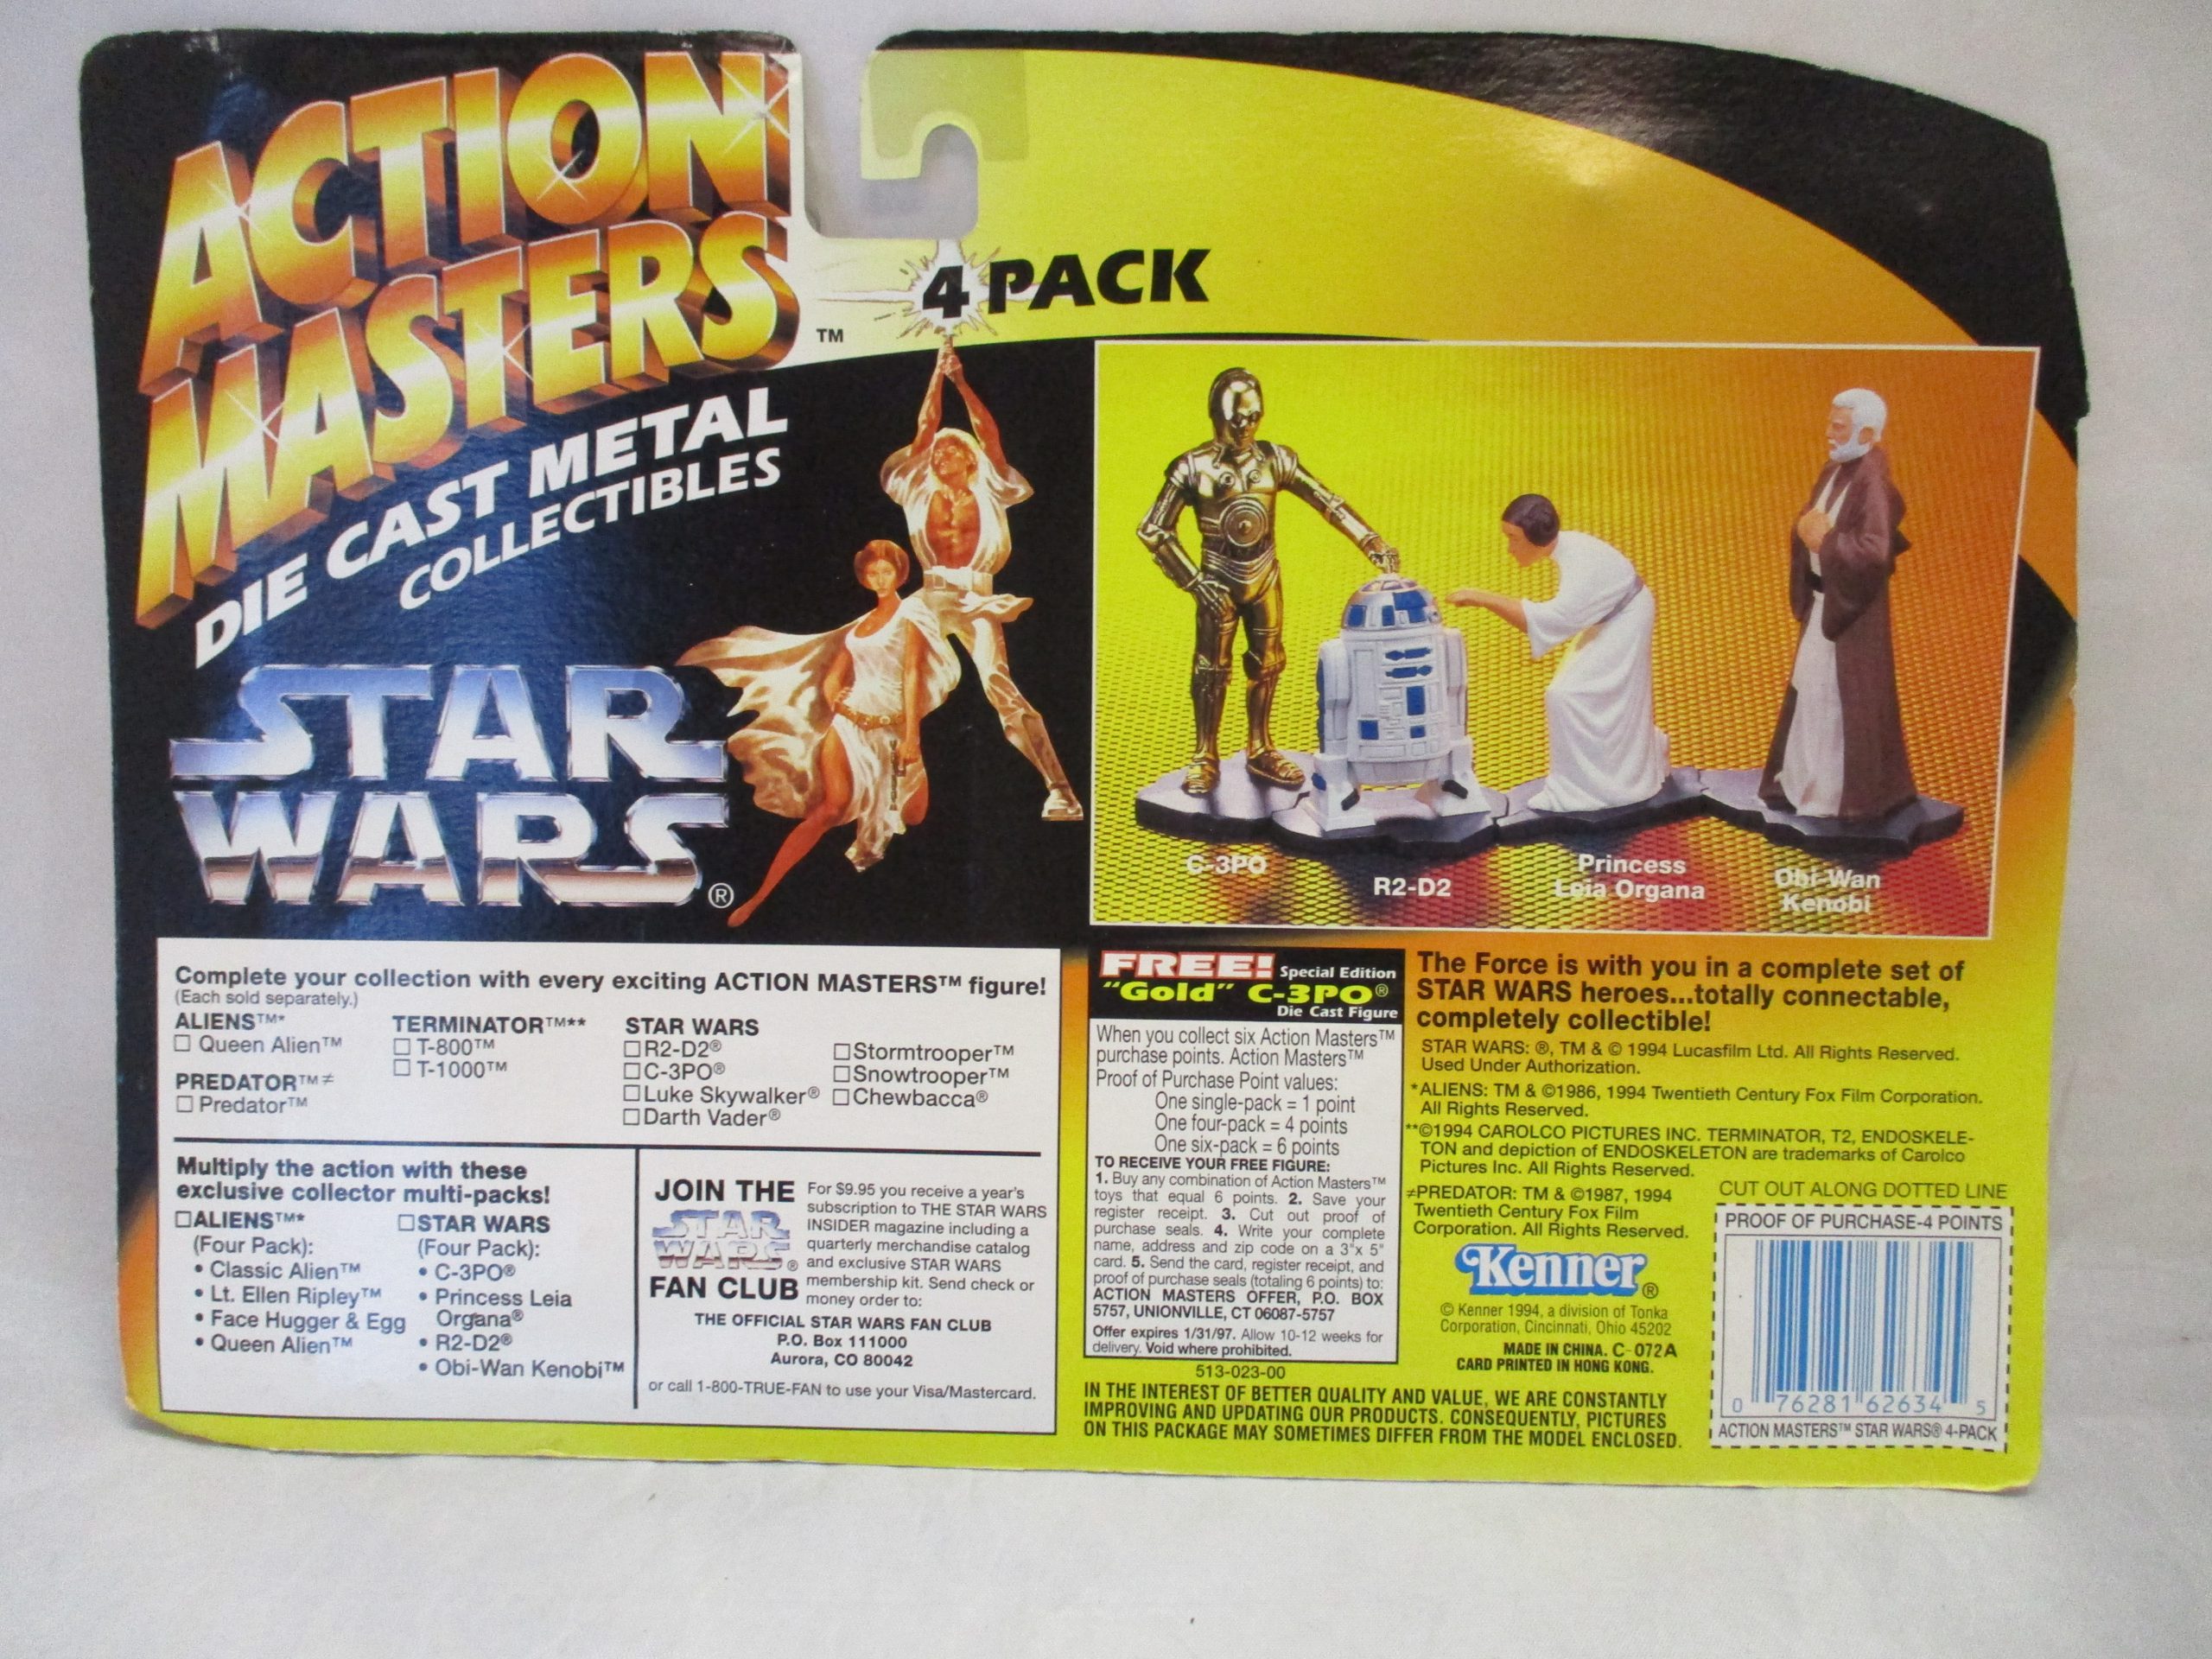 ACTION
MASTERS
TM
DIE CAST METAL
COLLECTIBLES
4 PACK
STAR
WARS®
C-3PO
R2-D2
Princess
Leia Organa
Obi-Wan
Kenobi
Complete your collection with every exciting ACTION MASTERS™ figure!
(Each sold separately.)
ALIENS™*
☐ Queen Alien™
PREDATOR™≠
☐ Predator™
TERMINATOR™**
☐ T-800™
☐ T-1000™
STAR WARS
☐ R2-D2®
☐ C-3PO®
☐ Luke Skywalker®
☐ Darth Vader®
☐ Stormtrooper™
☐ Snowtrooper™
☐ Chewbacca®
Multiply the action with these
exclusive collector multi-packs!
☐ ALIENS™*
(Four Pack):
• Classic Alien™
• Lt. Ellen Ripley™
• Face Hugger & Egg
• Queen Alien™
☐ STAR WARS
(Four Pack):
• C-3PO®
• Princess Leia
Organa®
• R2-D2®
• Obi-Wan Kenobi™
JOIN THE
STAR
WARS®
FAN CLUB
For $9.95 you receive a year's
subscription to THE STAR WARS
INSIDER magazine including a
quarterly merchandise catalog
and exclusive STAR WARS
membership kit. Send check or
money order to:
THE OFFICIAL STAR WARS FAN CLUB
P.O. Box 111000
Aurora, CO 80042
or call 1-800-TRUE-FAN to use your Visa/Mastercard.
FREE! Special Edition
"Gold" C-3PO®
Die Cast Figure
When you collect six Action Masters™
purchase points. Action Masters™
Proof of Purchase Point values:
One single-pack = 1 point
One four-pack = 4 points
One six-pack = 6 points
TO RECEIVE YOUR FREE FIGURE:
1. Buy any combination of Action Masters™
toys that equal 6 points. 2. Save your
register receipt. 3. Cut out proof of
purchase seals. 4. Write your complete
name, address and zip code on a 3"x 5"
card. 5. Send the card, register receipt, and
proof of purchase seals (totaling 6 points) to:
ACTION MASTERS OFFER, P.O. BOX
5757, UNIONVILLE, CT 06087-5757
Offer expires 1/31/97. Allow 10-12 weeks for
delivery. Void where prohibited.
513-023-00
The Force is with you in a complete set of
STAR WARS heroes...totally connectable,
completely collectible!
STAR WARS: ®, TM & © 1994 Lucasfilm Ltd. All Rights Reserved.
Used Under Authorization.
*ALIENS: TM & ©1986, 1994 Twentieth Century Fox Film Corporation.
All Rights Reserved.
**©1994 CAROLCO PICTURES INC. TERMINATOR, T2, ENDOSKELE-
TON and depiction of ENDOSKELETON are trademarks of Carolco
Pictures Inc. All Rights Reserved.
≠PREDATOR: TM & ©1987, 1994
Twentieth Century Fox Film
Corporation. All Rights Reserved.
Kenner®
© Kenner 1994, a division of Tonka
Corporation, Cincinnati, Ohio 45202
MADE IN CHINA. C-072A
CARD PRINTED IN HONG KONG.
IN THE INTEREST OF BETTER QUALITY AND VALUE, WE ARE CONSTANTLY
IMPROVING AND UPDATING OUR PRODUCTS. CONSEQUENTLY, PICTURES
ON THIS PACKAGE MAY SOMETIMES DIFFER FROM THE MODEL ENCLOSED.
CUT OUT ALONG DOTTED LINE
PROOF OF PURCHASE-4 POINTS
0 76281 62634 5
ACTION MASTERS™ STAR WARS® 4-PACK